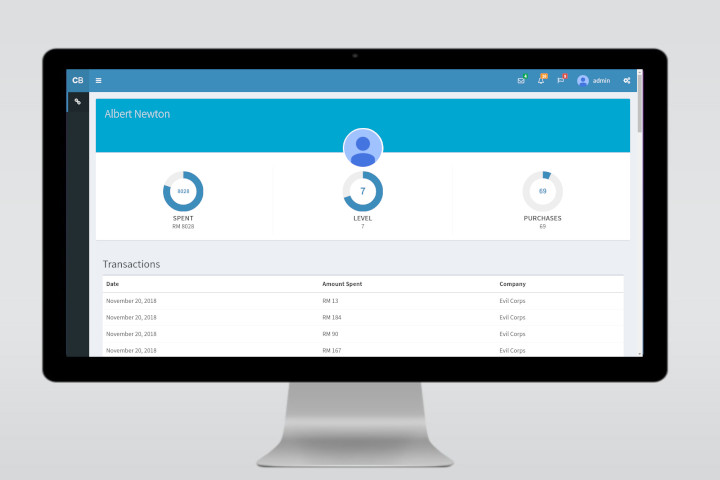 CB
admin
Albert Newton
8028
7
69
SPENT
LEVEL
PURCHASES
RM 8028
7
69
Transactions
Date Amount Spent Company
November 20, 2018 RM 13 Evil Corps
November 20, 2018 RM 184 Evil Corps
November 20, 2018 RM 90 Evil Corps
November 20, 2018 RM 167 Evil Corps